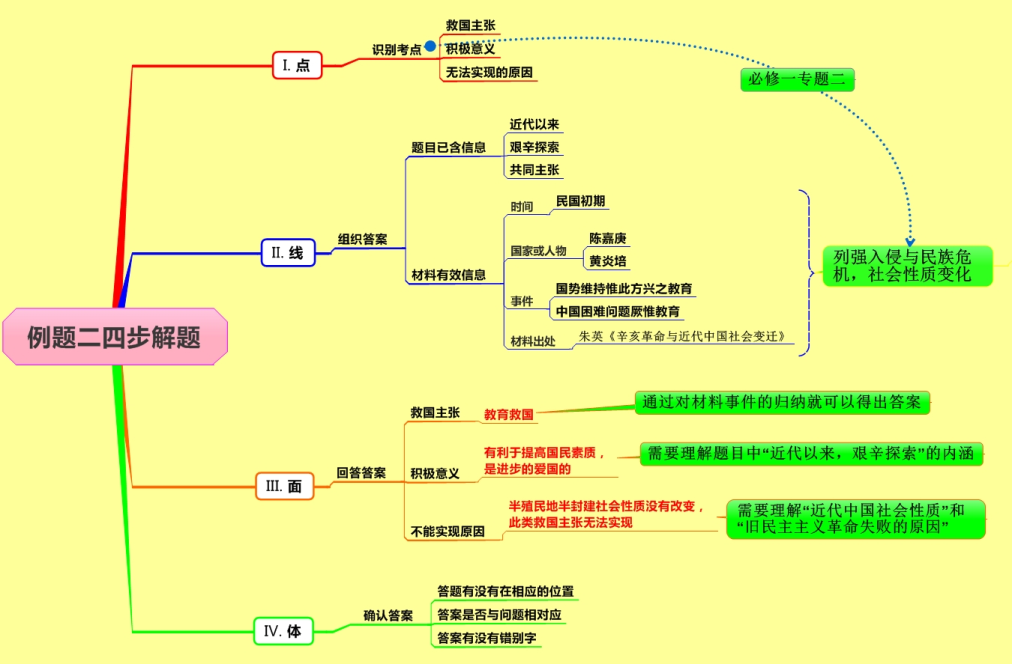 例题二四步解题
I. 点
识别考点
救国主张
积极意义
无法实现的原因
必修一专题二
II. 线
组织答案
题目已含信息
近代以来
艰辛探索
共同主张
材料有效信息
时间
民国初期
国家或人物
陈嘉庚
黄炎培
事件
国势维持惟此方兴之教育
中国困难问题厥惟教育
材料出处
朱英《辛亥革命与近代中国社会变迁》
列强入侵与民族危
机，社会性质变化
III. 面
回答答案
救国主张
教育救国
通过对材料事件的归纳就可以得出答案
积极意义
有利于提高国民素质，
是进步的爱国的
需要理解题目中“近代以来，艰辛探索”的内涵
不能实现原因
半殖民地半封建社会性质没有改变，
此类救国主张无法实现
需要理解“近代中国社会性质”和
“旧民主主义革命失败的原因”
IV. 体
确认答案
答题有没有在相应的位置
答案是否与问题相对应
答案有没有错别字